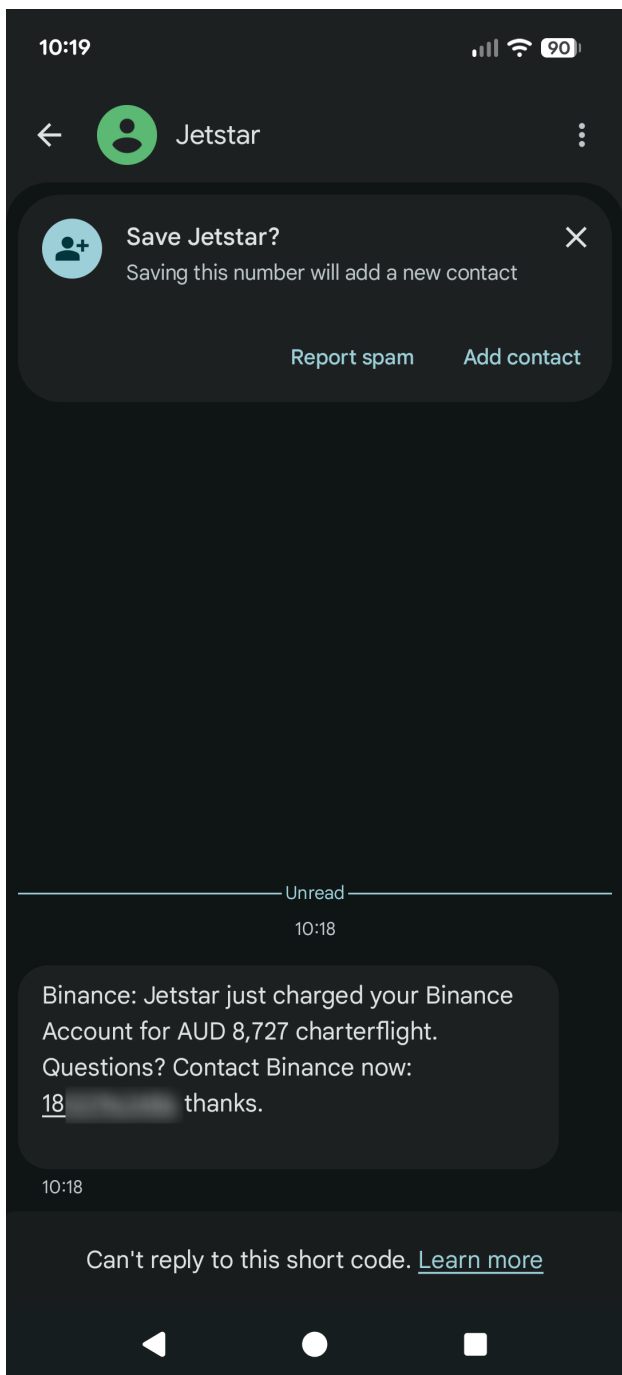 10:19
90
Jetstar
Save Jetstar?
Saving this number will add a new contact
Report spam
Add contact
Unread
10:18
Binance: Jetstar just charged your Binance
Account for AUD 8,727 charterflight.
Questions? Contact Binance now:
18 thanks.
10:18
Can't reply to this short code. Learn more